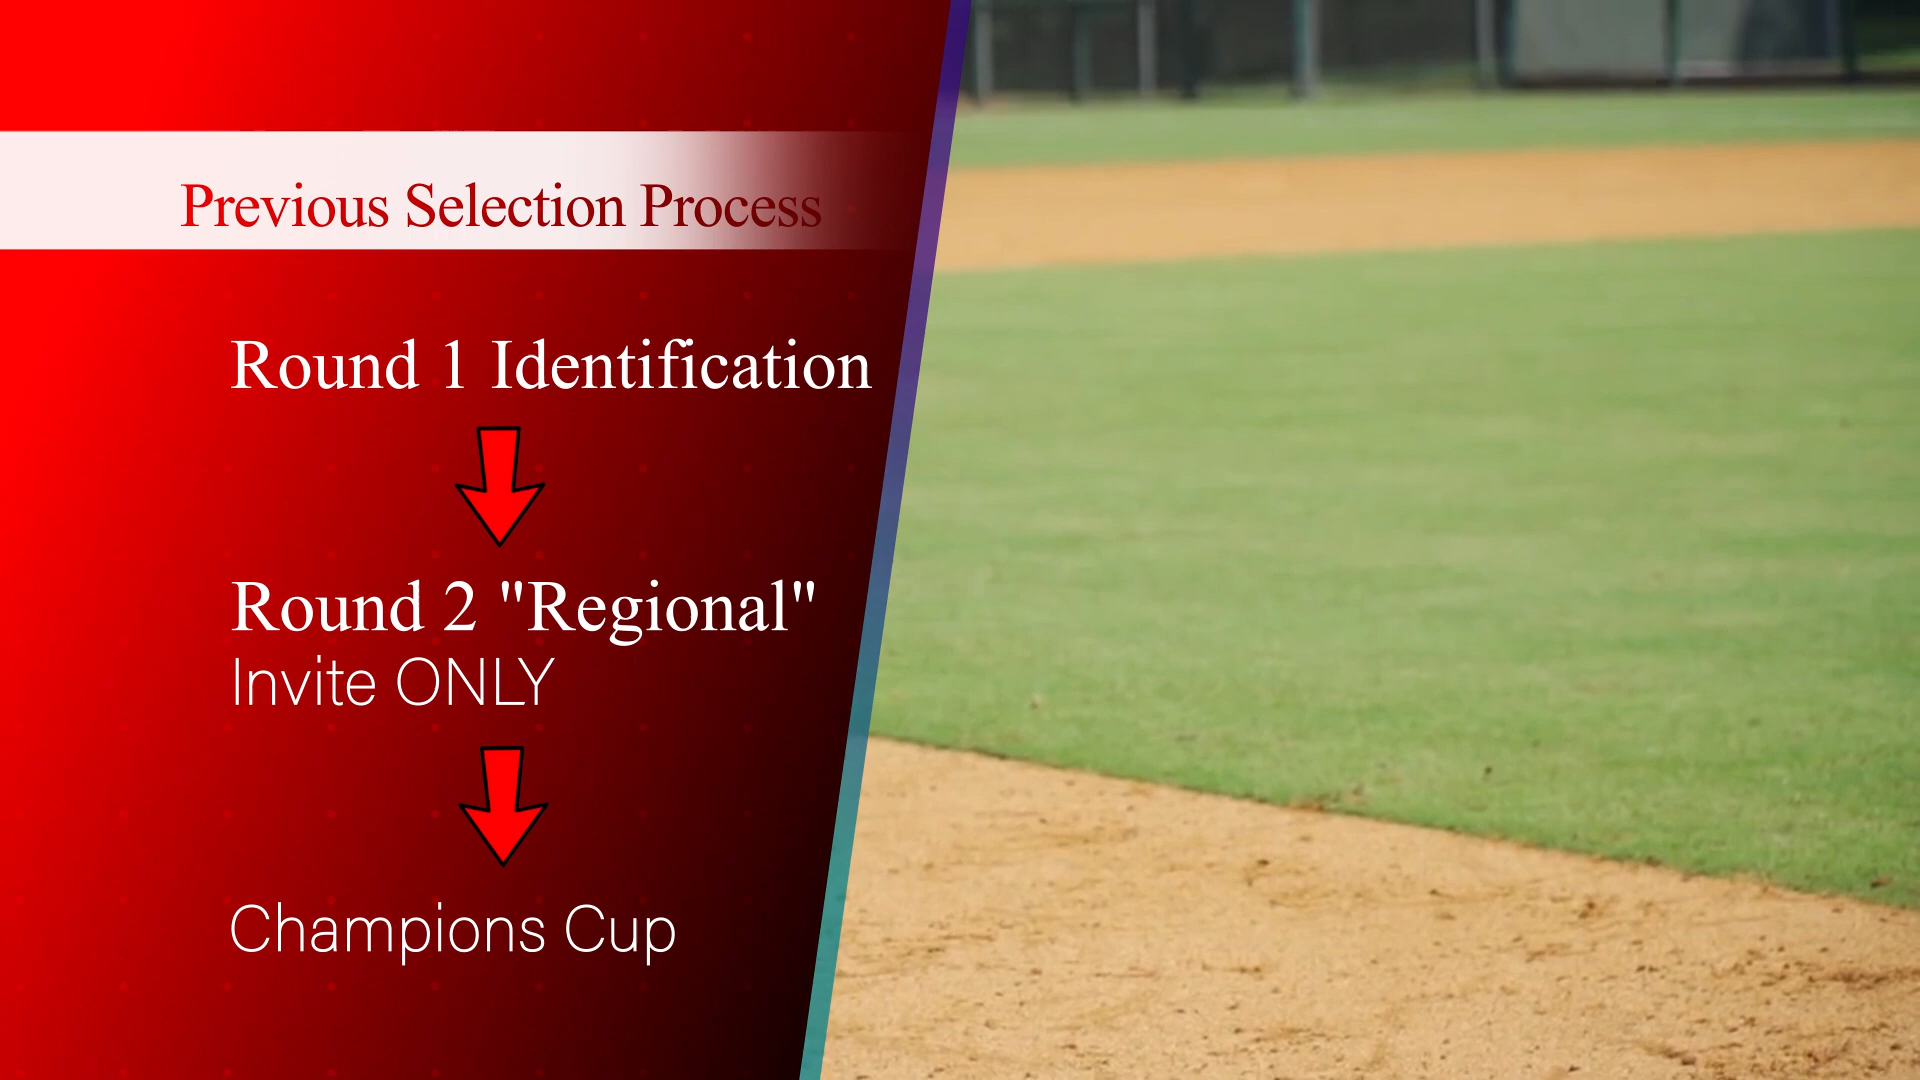 Previous Selection Process
Round 1 Identification
Round 2 "Regional"
Invite ONLY
Champions Cup